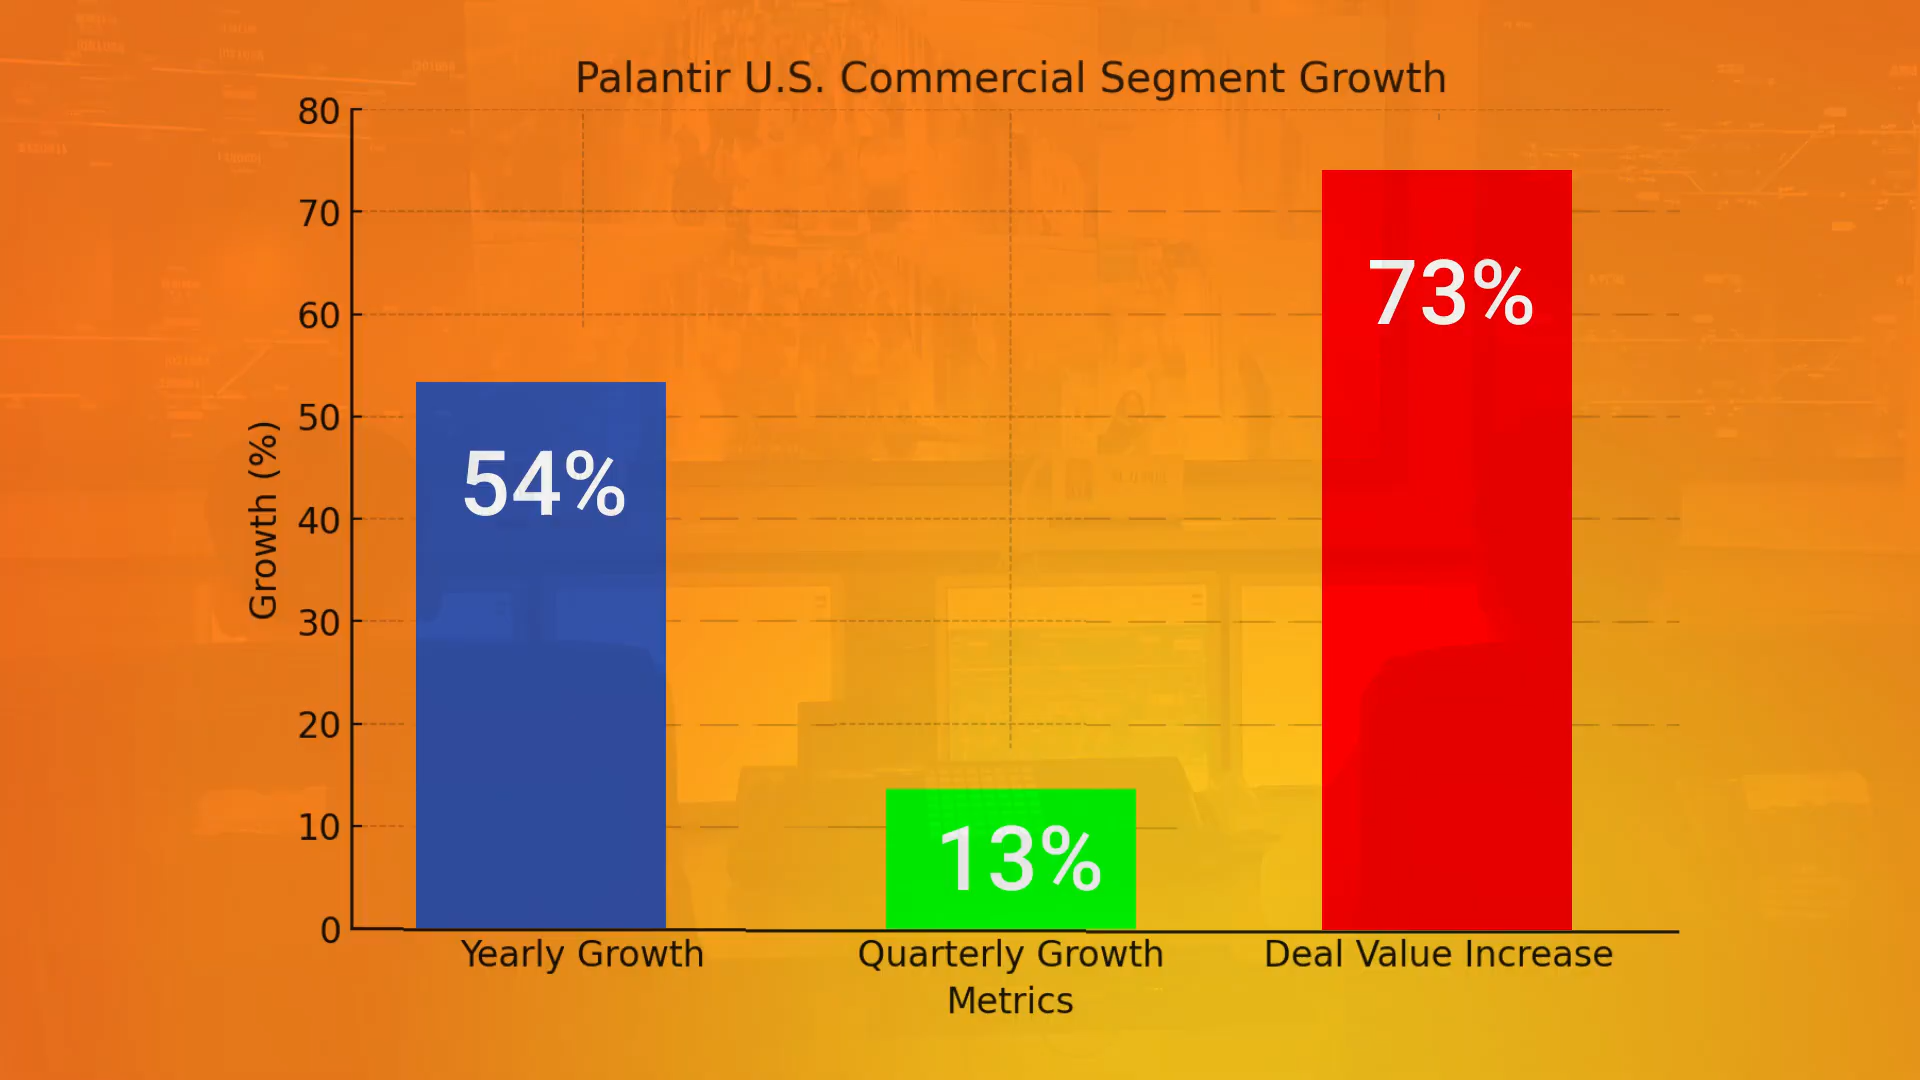 Palantir U.S. Commercial Segment Growth
80
70
60
50
40
30
20
10
0
Growth (%)
54%
13%
73%
Yearly Growth
Quarterly Growth
Deal Value Increase
Metrics